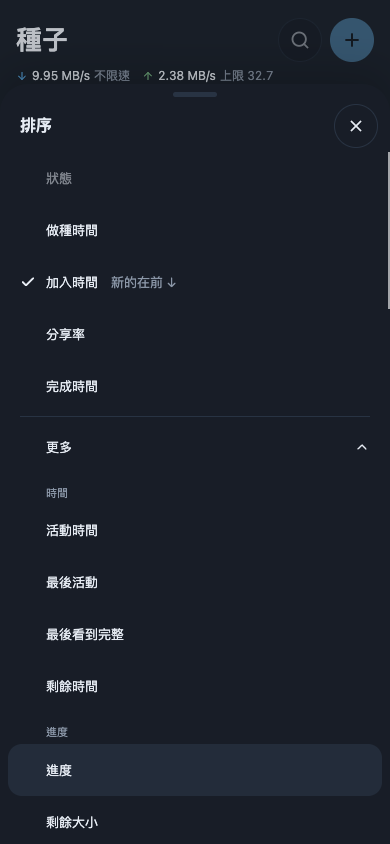 種子
↓ 9.95 MB/s 不限速 ↑ 2.38 MB/s 上限 32.7
排序
狀態
做種時間
加入時間 新的在前 ↓
分享率
完成時間
更多
時間
活動時間
最後活動
最後看到完整
剩餘時間
進度
進度
剩餘大小